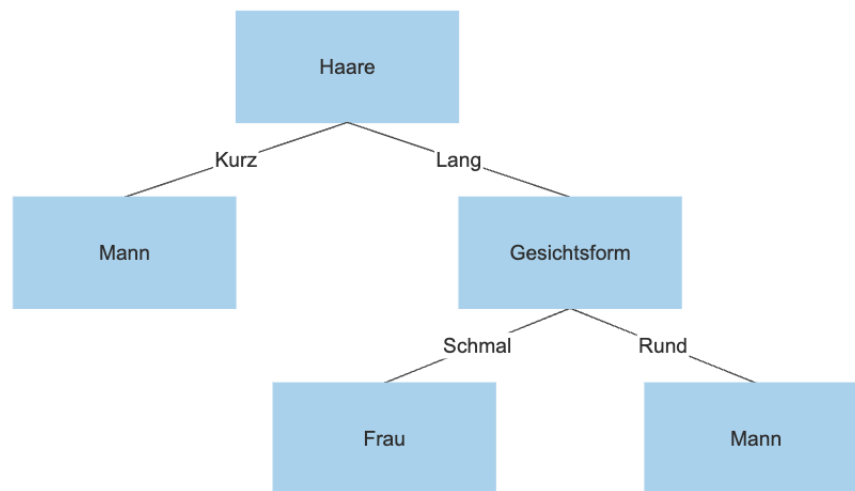 Haare
Kurz
Lang
Mann
Gesichtsform
Schmal
Rund
Frau
Mann